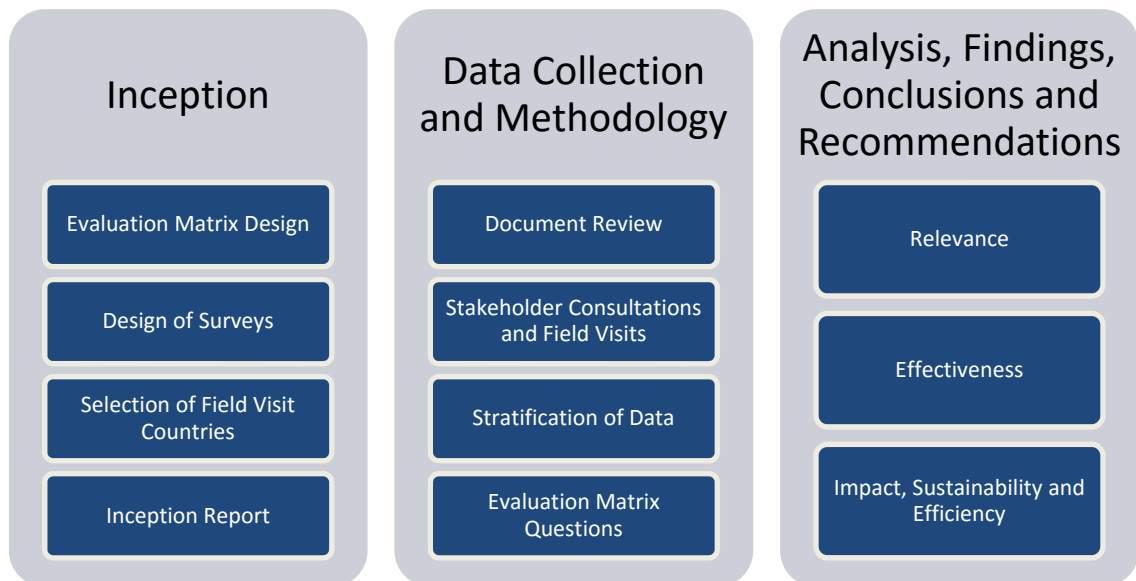 Inception
Evaluation Matrix Design
Design of Surveys
Selection of Field Visit
Countries
Inception Report
Data Collection
and Methodology
Document Review
Stakeholder Consultations
and Field Visits
Stratification of Data
Evaluation Matrix
Questions
Analysis, Findings,
Conclusions and
Recommendations
Relevance
Effectiveness
Impact, Sustainability and
Efficiency